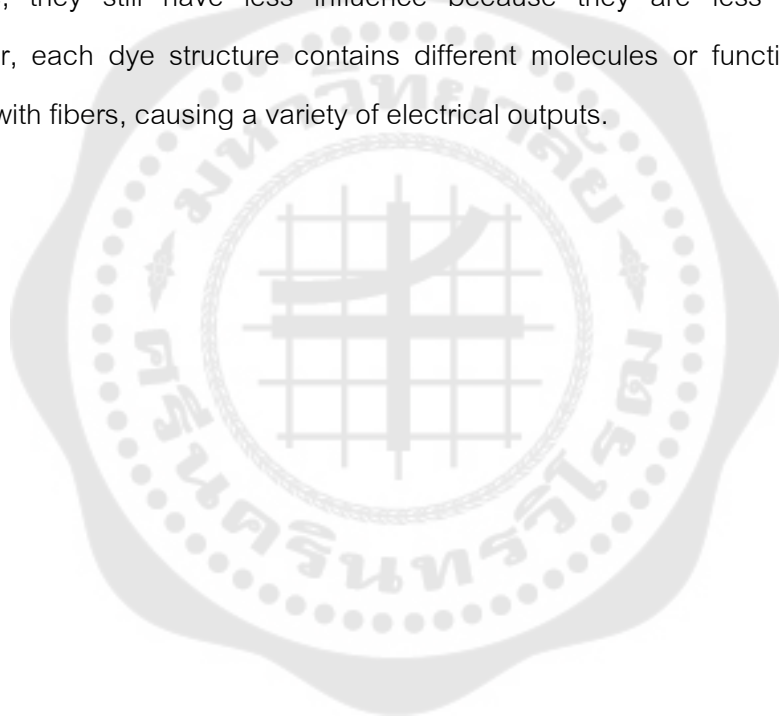 , they still have less influence because they are less
r, each dye structure contains different molecules or functi
with fibers, causing a variety of electrical outputs.
มหาวิทยาลัย
ศรีนครินทรวิโรฒ